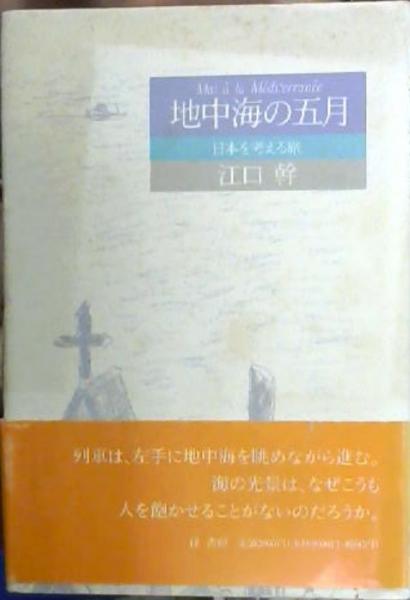 Mai à la Méditerranée
地中海の五月
日本を考える旅
江口 幹
列車は、左手に地中海を眺めながら進む。
海の光景は、なぜこうも
人を飽かせることがないのだろうか。